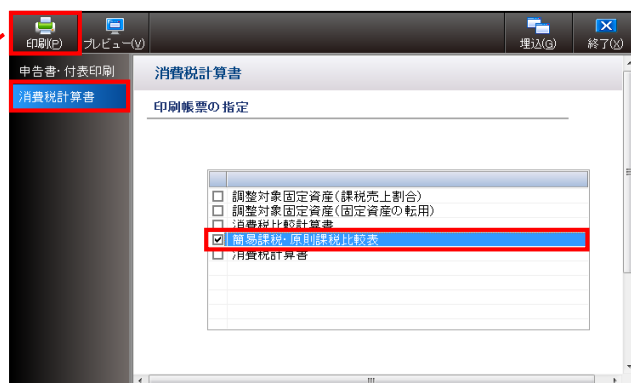 印刷(P) プレビュー(V) 埋込(G) 終了(X)
申告書・付表印刷
消費税計算書
消費税計算書
印刷帳票の指定
調整対象固定資産(課税売上割合)
調整対象固定資産(固定資産の転用)
消費税比較計算書
簡易課税・原則課税比較表
消費税計算書